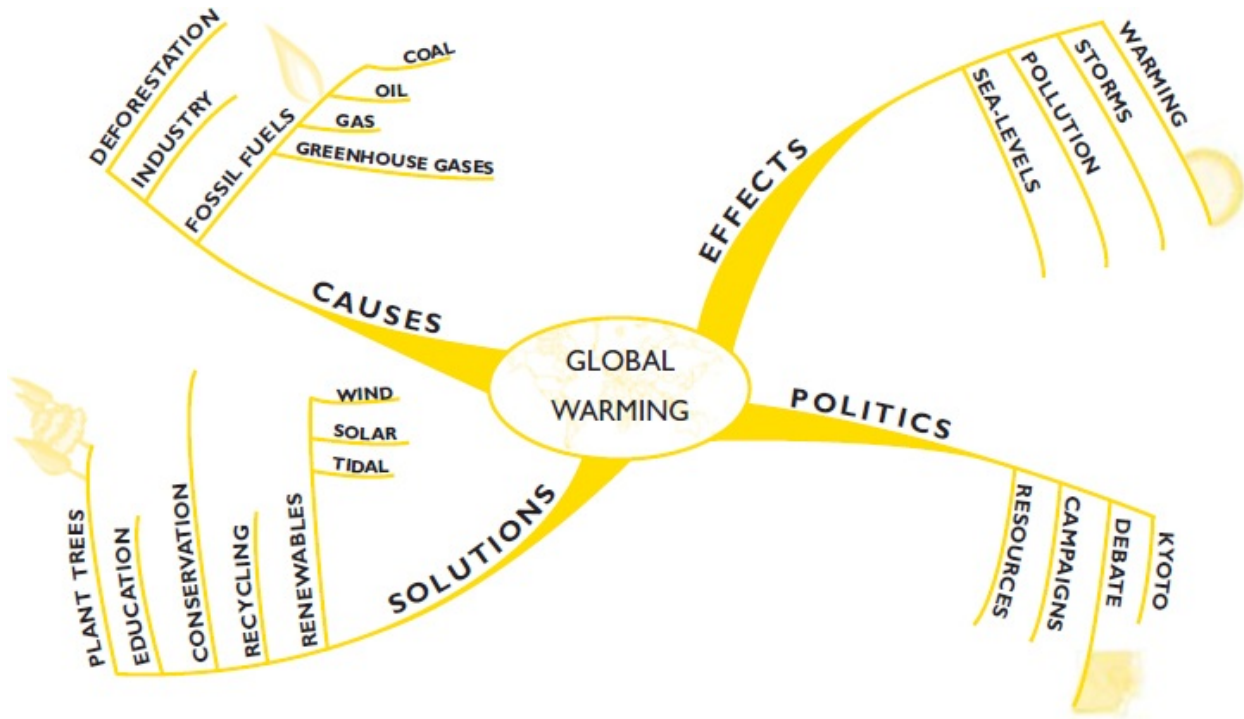 GLOBAL
WARMING
CAUSES
DEFORESTATION
INDUSTRY
FOSSIL FUELS
COAL
OIL
GAS
GREENHOUSE GASES
EFFECTS
SEA-LEVELS
POLLUTION
STORMS
WARMING
POLITICS
RESOURCES
CAMPAIGNS
DEBATE
KYOTO
SOLUTIONS
PLANT TREES
EDUCATION
CONSERVATION
RECYCLING
RENEWABLES
WIND
SOLAR
TIDAL